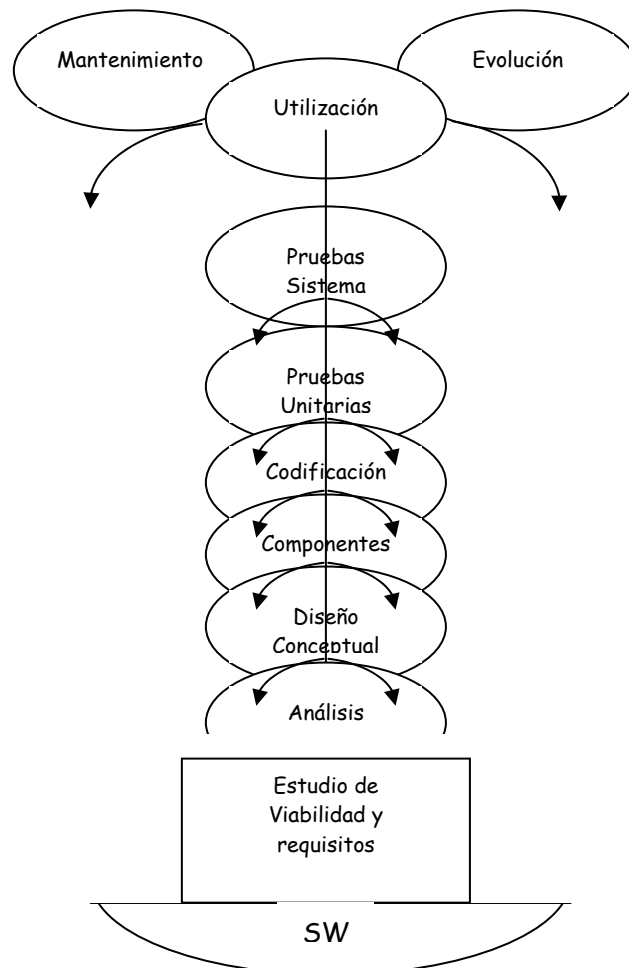 Mantenimiento
Evolución
Utilización
Pruebas
Sistema
Pruebas
Unitarias
Codificación
Componentes
Diseño
Conceptual
Análisis
Estudio de
Viabilidad y
requisitos
SW